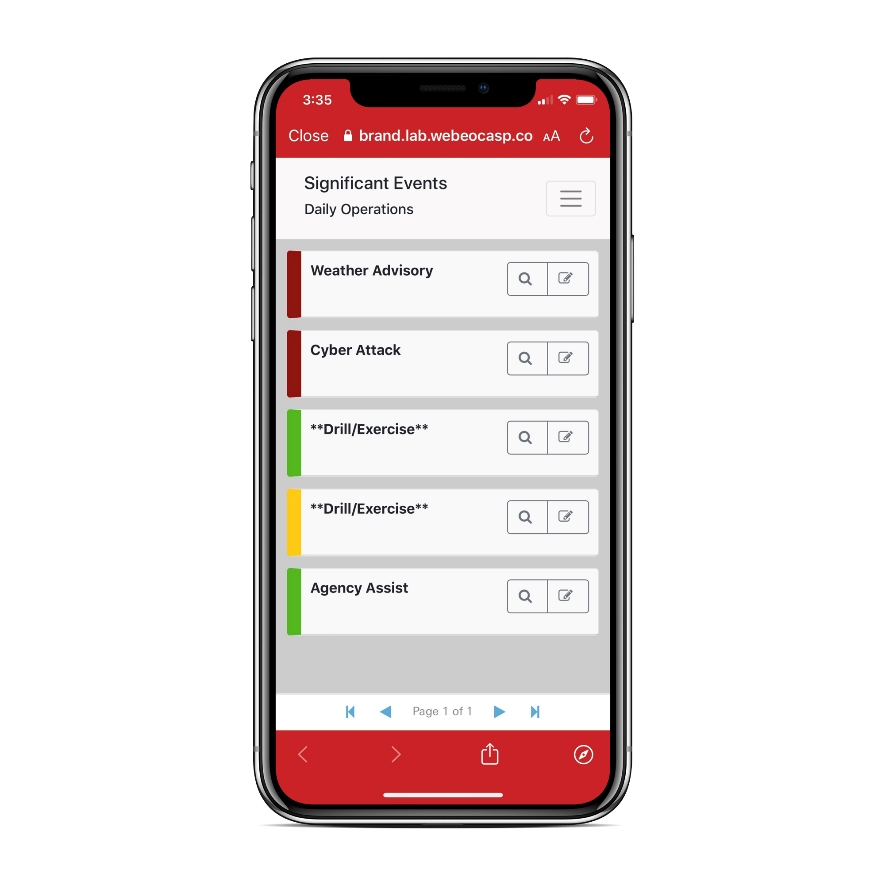 3:35
Close brand.lab.webeocasp.co AA
Significant Events
Daily Operations
Weather Advisory
Cyber Attack
**Drill/Exercise**
**Drill/Exercise**
Agency Assist
Page 1 of 1